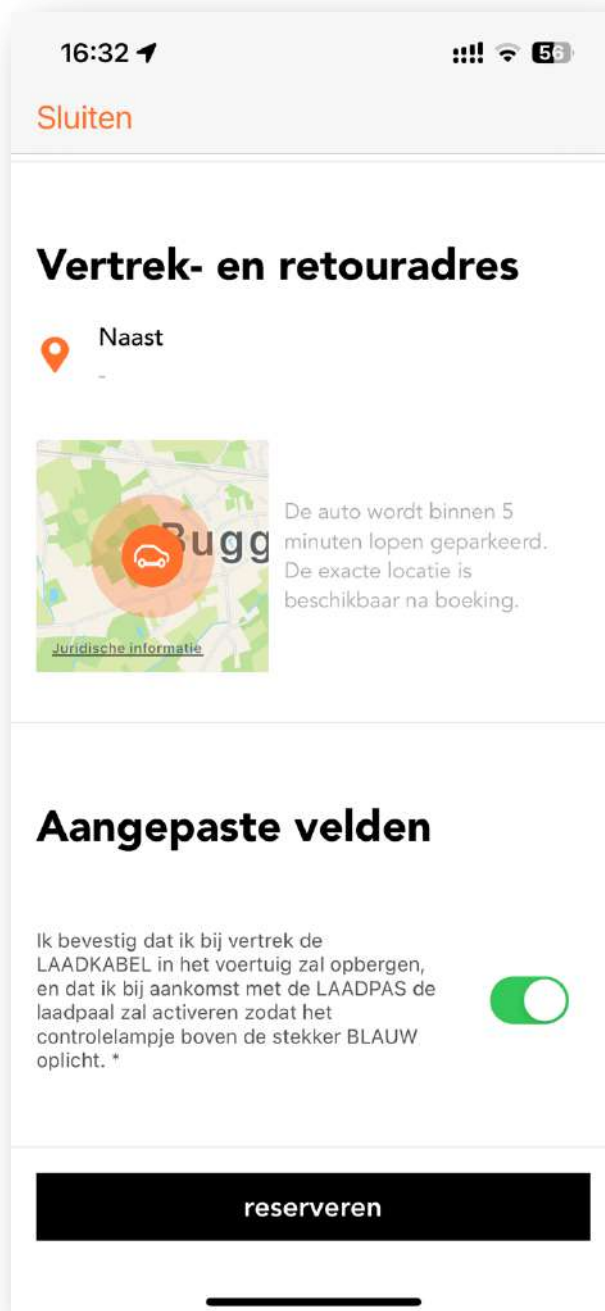 16:32
56
Sluiten
Vertrek- en retouradres
Naast
-
Bugg
Juridische informatie
De auto wordt binnen 5
minuten lopen geparkeerd.
De exacte locatie is
beschikbaar na boeking.
Aangepaste velden
Ik bevestig dat ik bij vertrek de
LAADKABEL in het voertuig zal opbergen,
en dat ik bij aankomst met de LAADPAS de
laadpaal zal activeren zodat het
controlelampje boven de stekker BLAUW
oplicht. *
reserveren